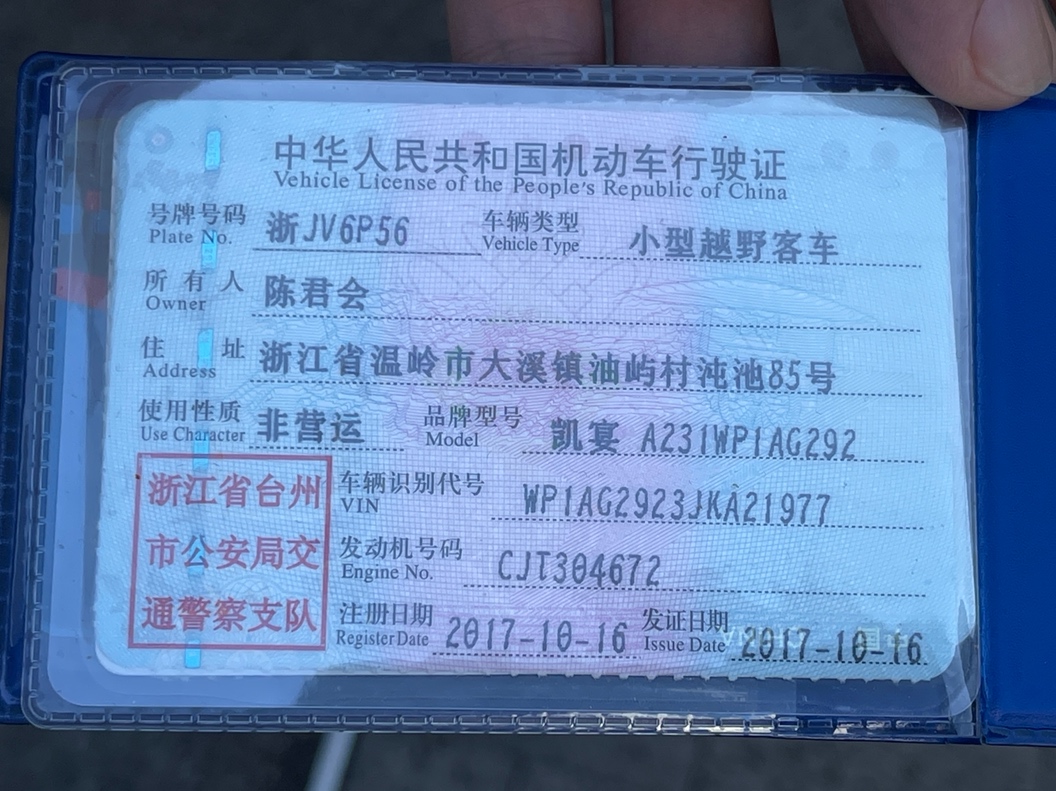 中华人民共和国机动车行驶证
Vehicle License of the People's Republic of China
号牌号码 浙JV6P56 车辆类型 小型越野客车
Plate No. Vehicle Type
所有人 陈君会
Owner
住址 浙江省温岭市大溪镇油屿村沌池85号
Address
使用性质 非营运 品牌型号 凯宴 A231WP1AG292
Use Character Model
浙江省台州
市公安局交
通警察支队
车辆识别代号 WP1AG2923JKA21977
VIN
发动机号码 CJT304672
Engine No.
注册日期 2017-10-16 发证日期 2017-10-16
Register Date Issue Date